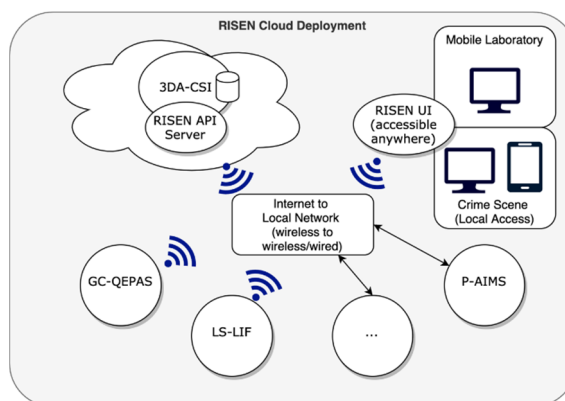 RISEN Cloud Deployment
Mobile Laboratory
3DA-CSI
RISEN API
Server
RISEN UI
(accessible
anywhere)
Crime Scene
(Local Access)
Internet to
Local Network
(wireless to
wireless/wired)
GC-QEPAS
LS-LIF
...
P-AIMS